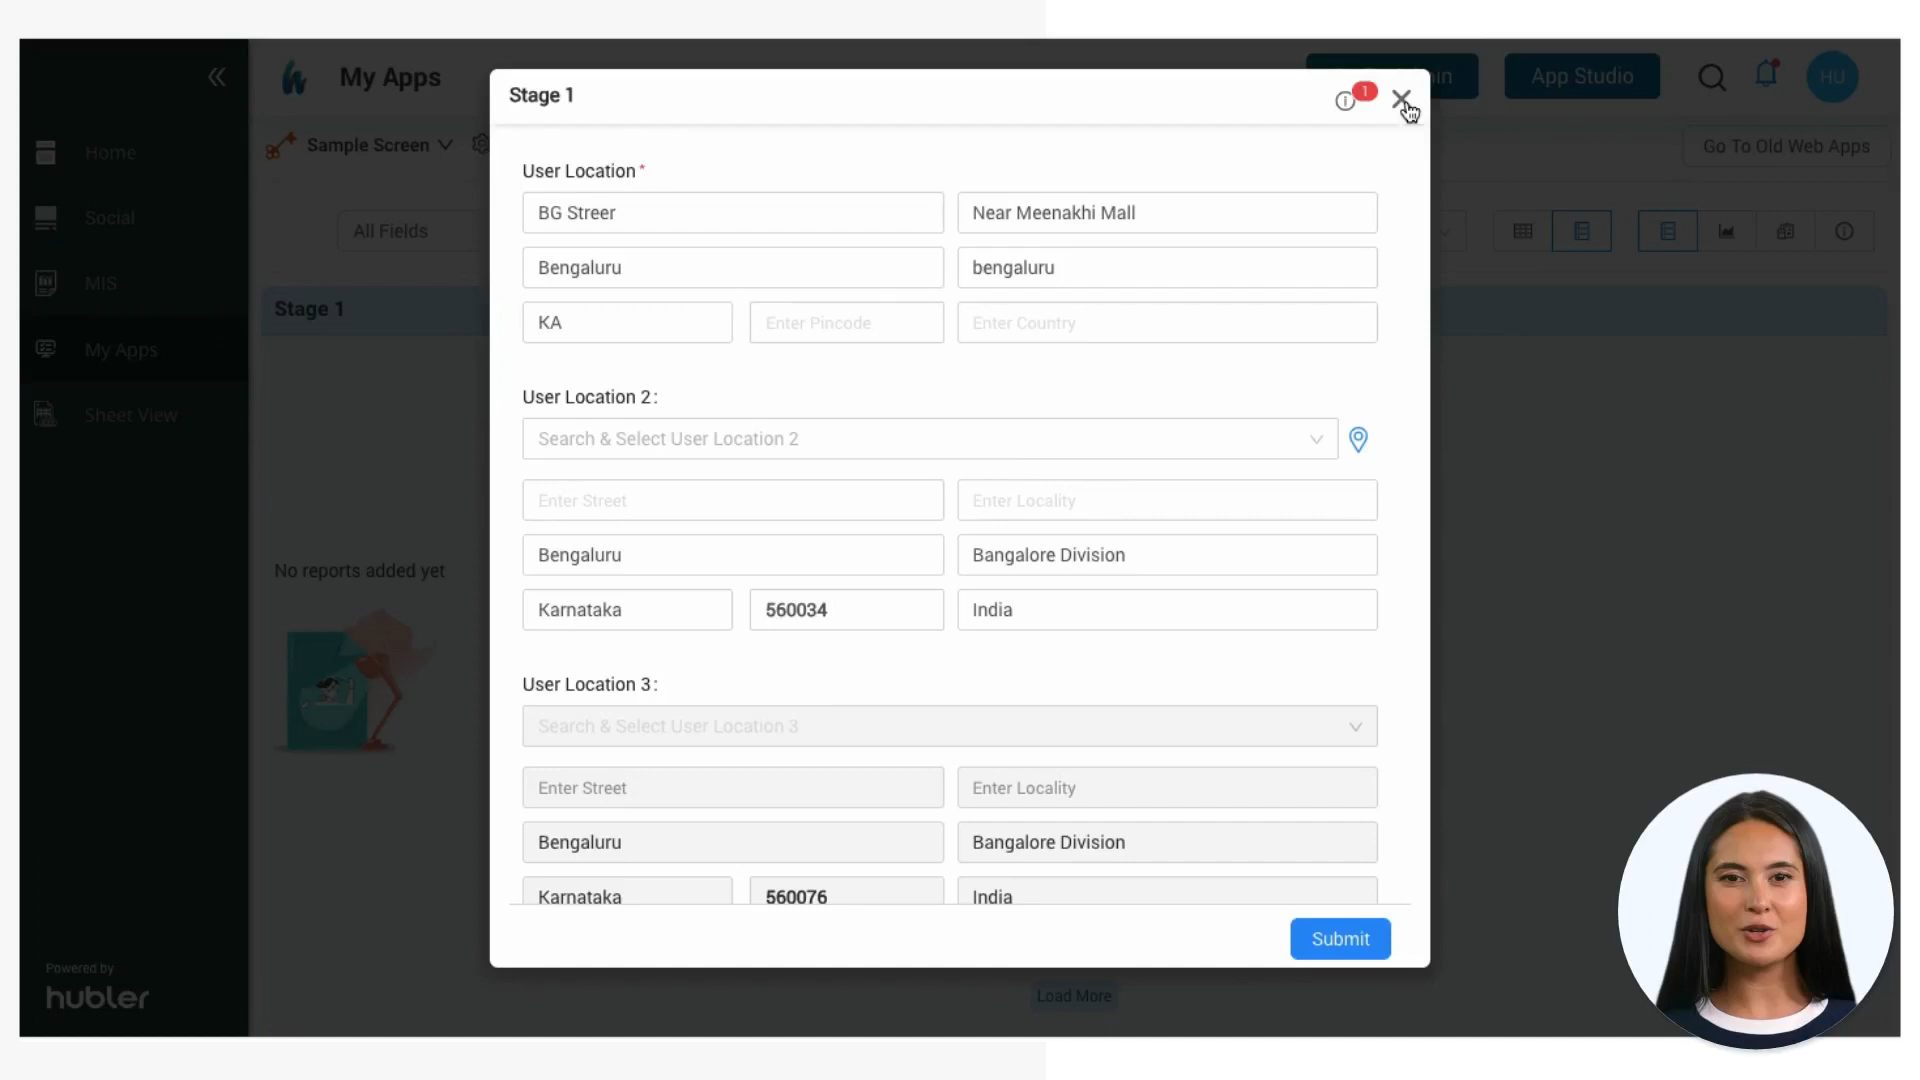 My Apps
in
App Studio
HU
Home
Social
MIS
My Apps
Sheet View
Sample Screen
Go To Old Web Apps
All Fields
Stage 1
No reports added yet
Powered by
hubler
Load More
Stage 1
1
User Location *
BG Streer
Near Meenakhi Mall
Bengaluru
bengaluru
KA
Enter Pincode
Enter Country
User Location 2 :
Search & Select User Location 2
Enter Street
Enter Locality
Bengaluru
Bangalore Division
Karnataka
560034
India
User Location 3 :
Search & Select User Location 3
Enter Street
Enter Locality
Bengaluru
Bangalore Division
Karnataka
560076
India
Submit